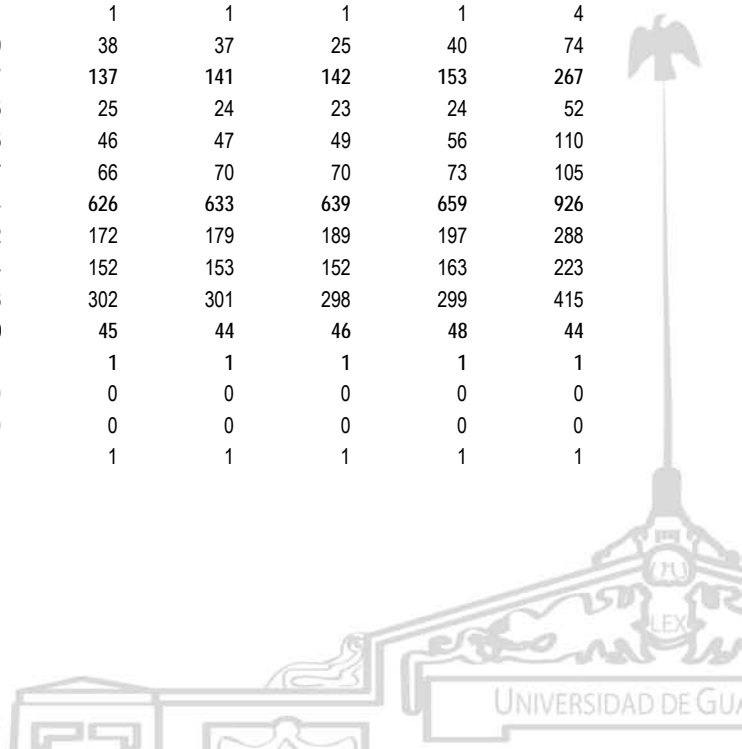 1 1 1 1 4
38 37 25 40 74
137 141 142 153 267
25 24 23 24 52
46 47 49 56 110
66 70 70 73 105
626 633 639 659 926
172 179 189 197 288
152 153 152 163 223
302 301 298 299 415
45 44 46 48 44
1 1 1 1 1
0 0 0 0 0
0 0 0 0 0
1 1 1 1 1
LEX
UNIVERSIDAD DE GUA